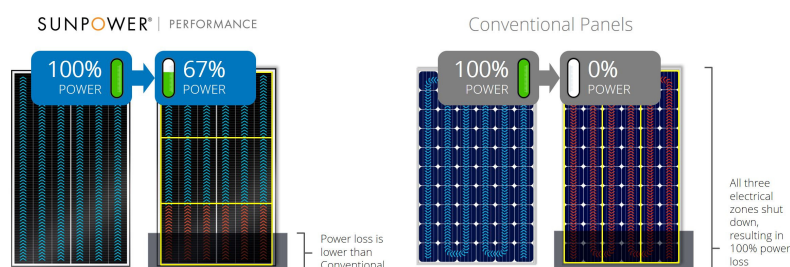 SUNPOWER® | PERFORMANCE
Conventional Panels
100%
POWER
67%
POWER
100%
POWER
0%
POWER
Power loss is
lower than
Conventional
All three
electrical
zones shut
down,
resulting in
100% power
loss